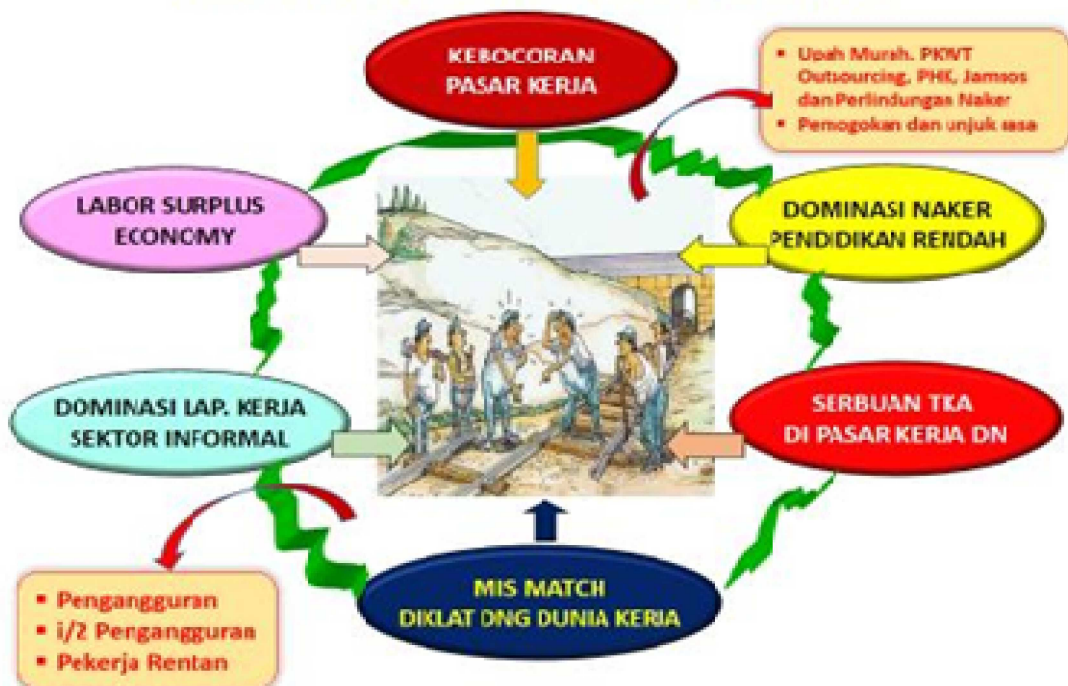 KEBOCORAN
PASAR KERJA
▪ Upah Murah, PKWT
Outsourcing, PHK, Jamsos
dan Perlindungan Naker
▪ Pemogokan dan unjuk rasa
LABOR SURPLUS
ECONOMY
DOMINASI NAKER
PENDIDIKAN RENDAH
DOMINASI LAP. KERJA
SEKTOR INFORMAL
SERBUAN TKA
DI PASAR KERJA DN
MIS MATCH
DIKLAT DNG DUNIA KERJA
▪ Pengangguran
▪ i/2 Pengangguran
▪ Pekerja Rentan